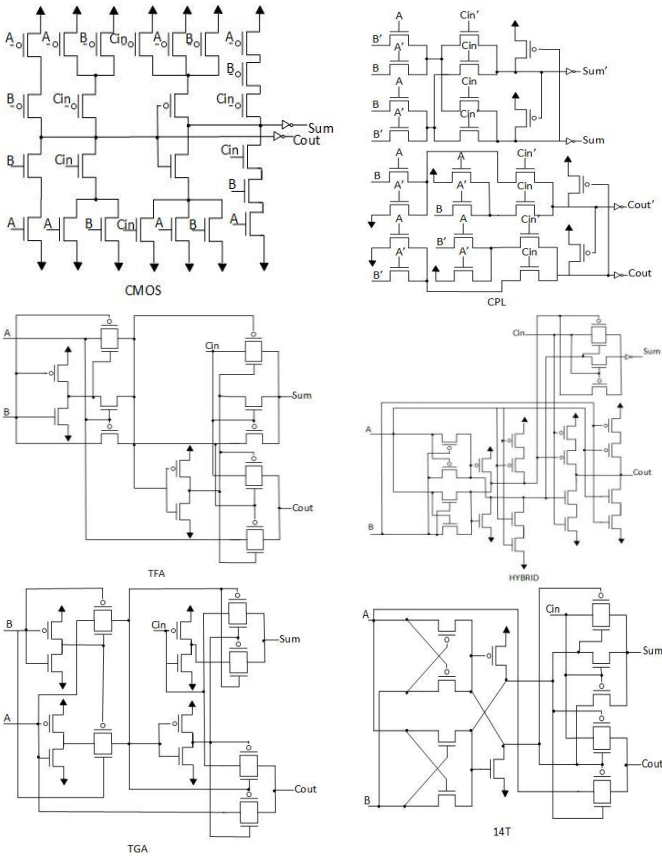 A A B Cin A B A
B
B Cin Cin
Sum
Cout
B Cin Cin
B
A A B Cin A B A
CMOS
A Cin'
B'
A' Cin
B Sum'
A
B Cin'
A' Cin
B' Sum
A A Cin'
B
A' A' Cin Cout'
B
A A Cin'
A' B' A' Cin
B' Cout
CPL
A
Cin
B
Sum
Cout
TFA
Cin
Sum
A
Cout
B
HYBRID
B
Cin
Sum
A
Cout
TGA
A
Cin
Sum
Cout
B
14T